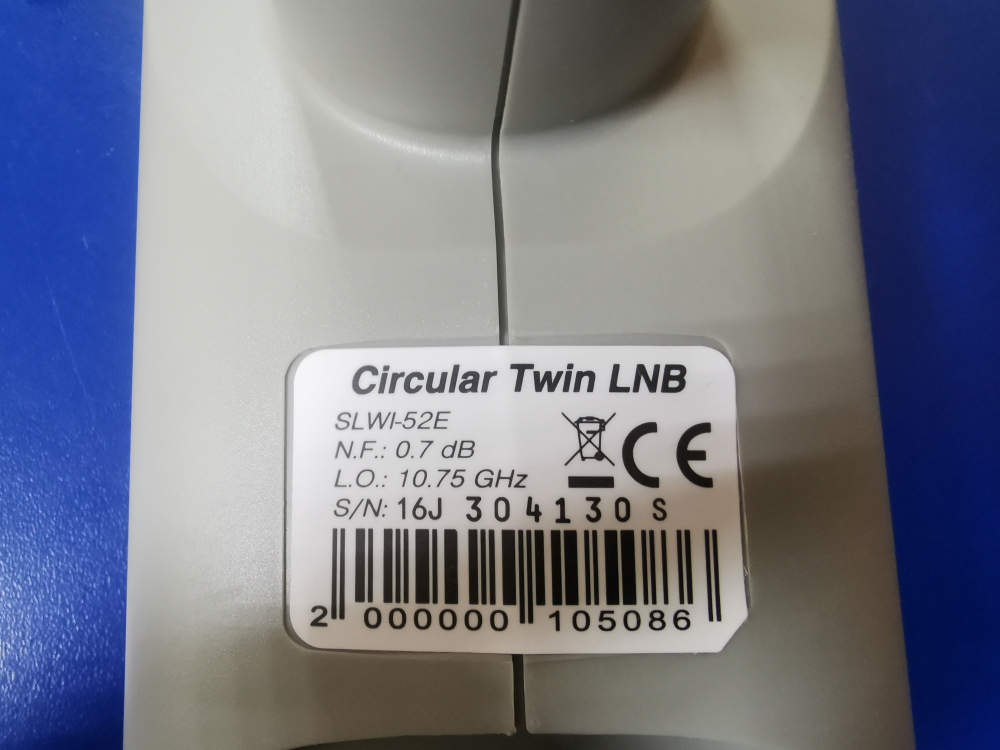 Circular Twin LNB
SLWI-52E
N.F.: 0.7 dB
L.O.: 10.75 GHz
CE
S/N: 16J 304130 S
2 000000 105086